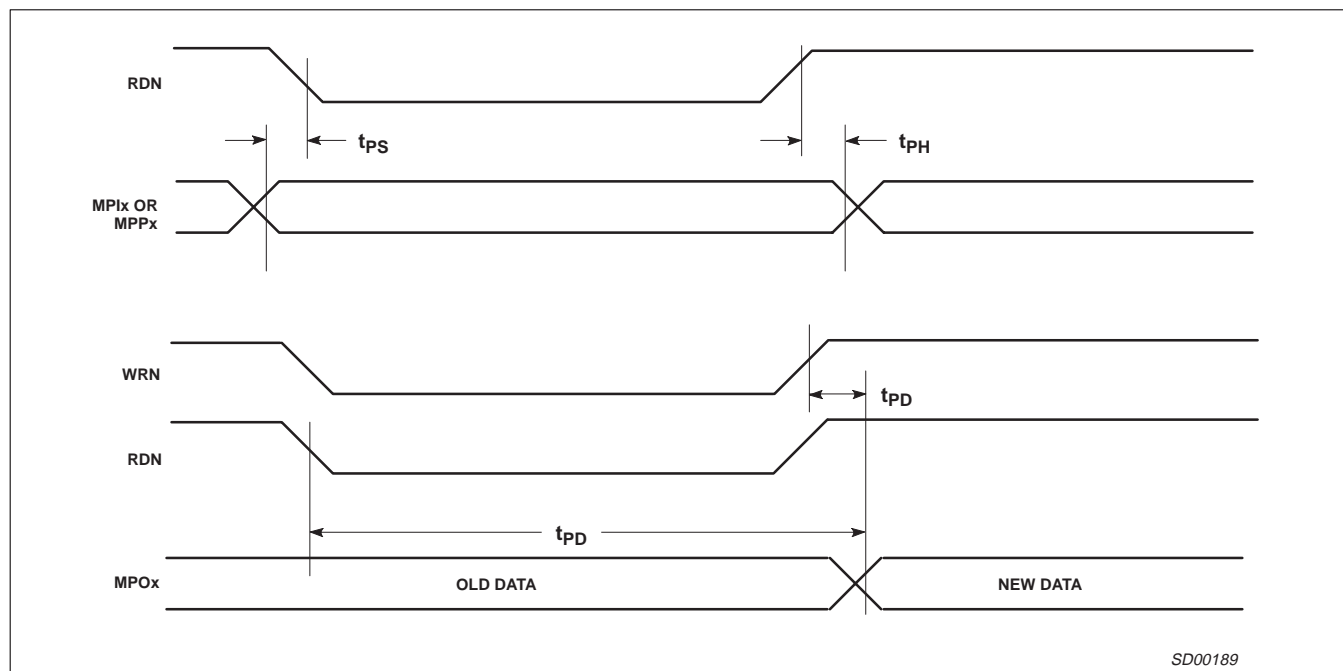 RDN
tPS
tPH
MPIx OR
MPPx
WRN
tPD
RDN
tPD
MPOx
OLD DATA
NEW DATA
SD00189